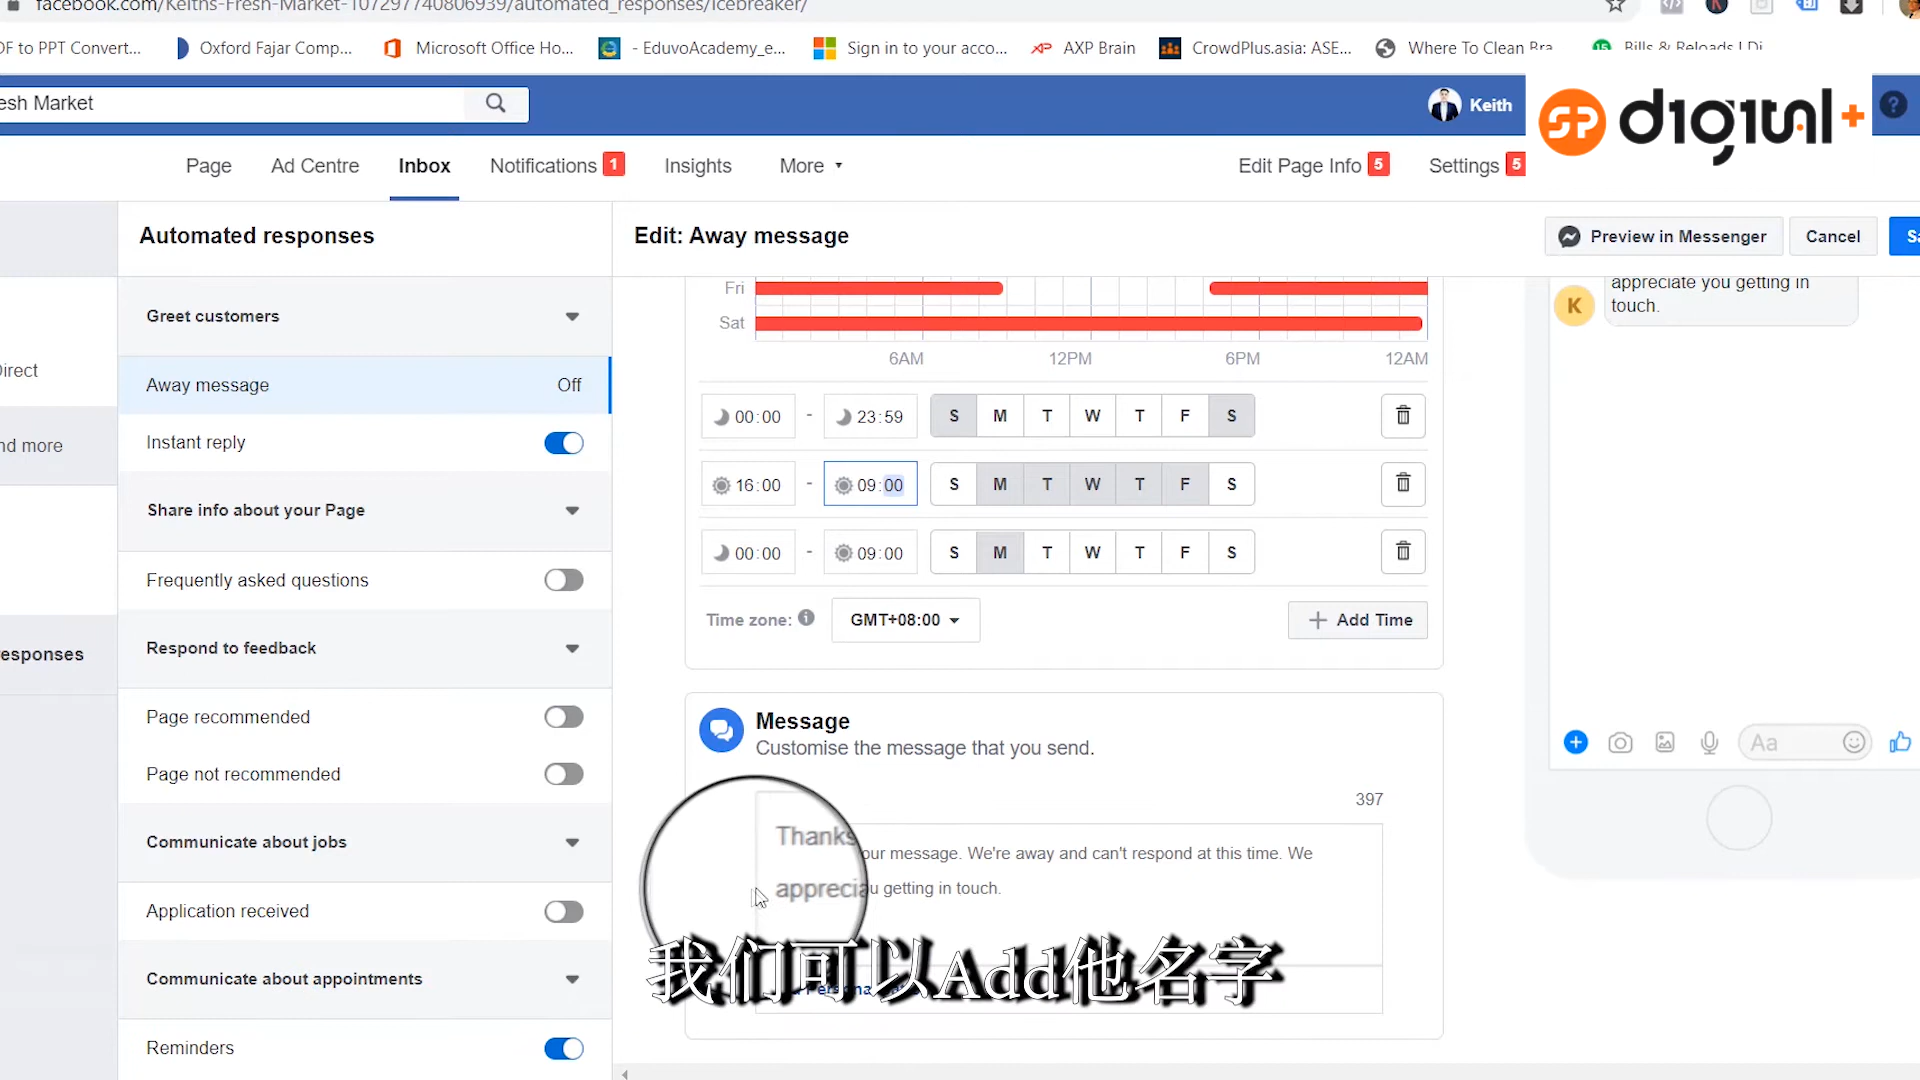 facebook.com/Keiths-Fresh-Market-107297740806939/automated_responses/icebreaker/
DF to PPT Convert...
Oxford Fajar Comp...
Microsoft Office Ho...
- EduvoAcademy_e...
Sign in to your acco...
AXP Brain
CrowdPlus.asia: ASE...
Where To Clean Bra
Bills & Reloads | Di
esh Market
Keith
SP digital+
Page
Ad Centre
Inbox
Notifications 1
Insights
More
Edit Page Info 5
Settings 5
Automated responses
Edit: Away message
Preview in Messenger
Cancel
Sa
Greet customers
Away message
Off
Instant reply
Share info about your Page
Frequently asked questions
Respond to feedback
Page recommended
Page not recommended
Communicate about jobs
Application received
Communicate about appointments
Reminders
Direct
nd more
responses
Fri
Sat
6AM 12PM 6PM 12AM
00:00 - 23:59 S M T W T F S
16:00 - 09:00 S M T W T F S
00:00 - 09:00 S M T W T F S
Time zone: GMT+08:00
Add Time
Message
Customise the message that you send.
397
Thanks our message. We're away and can't respond at this time. We
apprecia u getting in touch.
appreciate you getting in
touch.
K
Aa
我们可以Add他名字